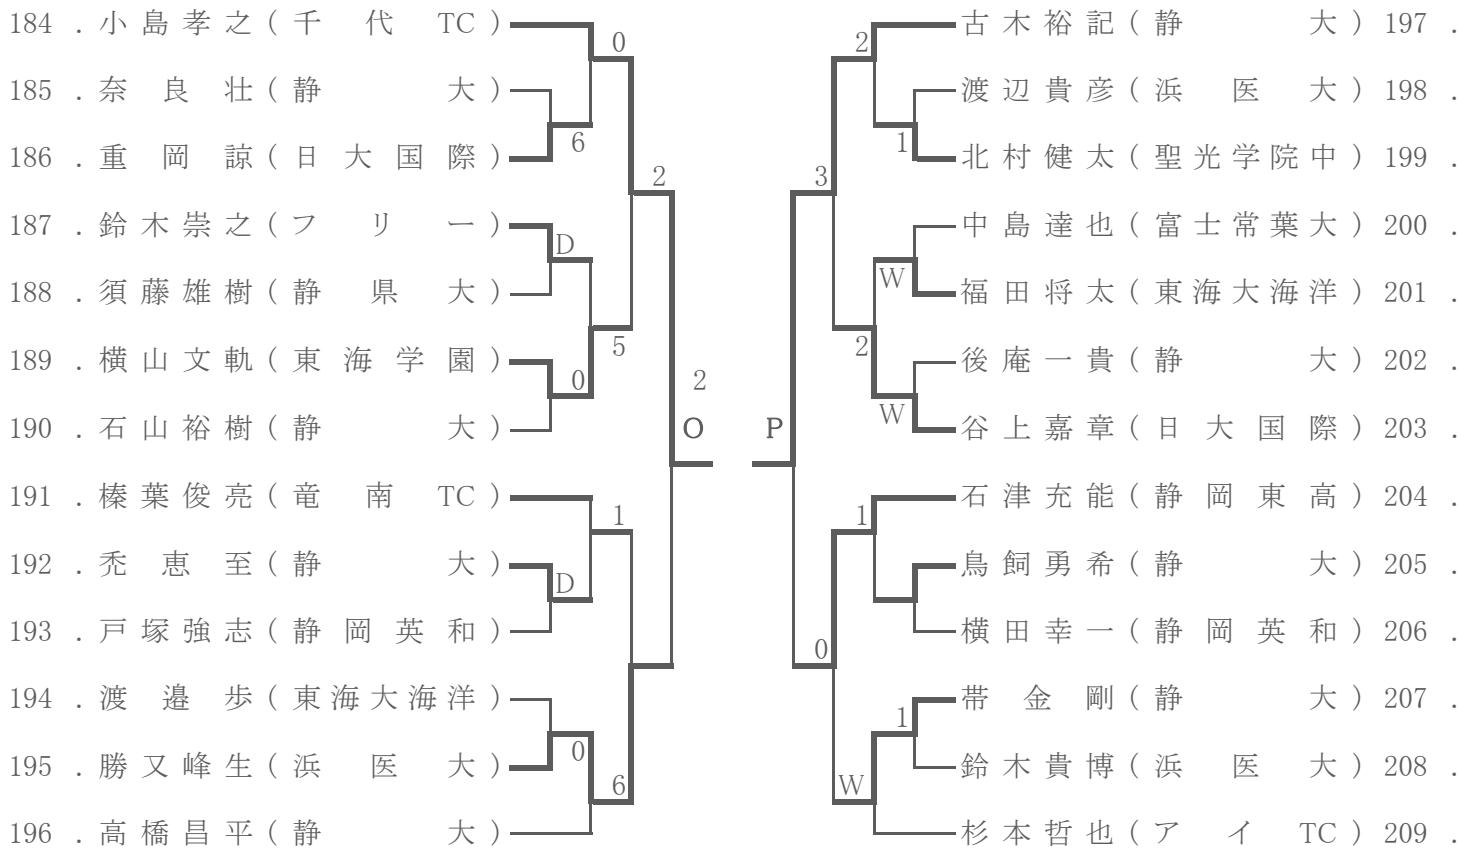 184 . 小島孝之 ( 千代TC )
0
185 . 奈良壮 ( 静大 )
6
186 . 重岡諒 ( 日大国際 )
2
187 . 鈴木崇之 ( フリー )
D
188 . 須藤雄樹 ( 静県大 )
5
189 . 横山文軌 ( 東海学園 )
0
2
190 . 石山裕樹 ( 静大 )
O
191 . 榛葉俊亮 ( 竜南TC )
1
192 . 禿恵至 ( 静大 )
D
193 . 戸塚強志 ( 静岡英和 )
194 . 渡邉歩 ( 東海大海洋 )
0
195 . 勝又峰生 ( 浜医大 )
6
196 . 高橋昌平 ( 静大 )
古木裕記 ( 静大 ) 197 .
2
渡辺貴彦 ( 浜医大 ) 198 .
1
北村健太 ( 聖光学院中 ) 199 .
3
中島達也 ( 富士常葉大 ) 200 .
W
福田将太 ( 東海大海洋 ) 201 .
2
後庵一貴 ( 静大 ) 202 .
W
谷上嘉章 ( 日大国際 ) 203 .
P
石津充能 ( 静岡東高 ) 204 .
1
鳥飼勇希 ( 静大 ) 205 .
横田幸一 ( 静岡英和 ) 206 .
0
帯金剛 ( 静大 ) 207 .
1
鈴木貴博 ( 浜医大 ) 208 .
W
杉本哲也 ( アイTC ) 209 .